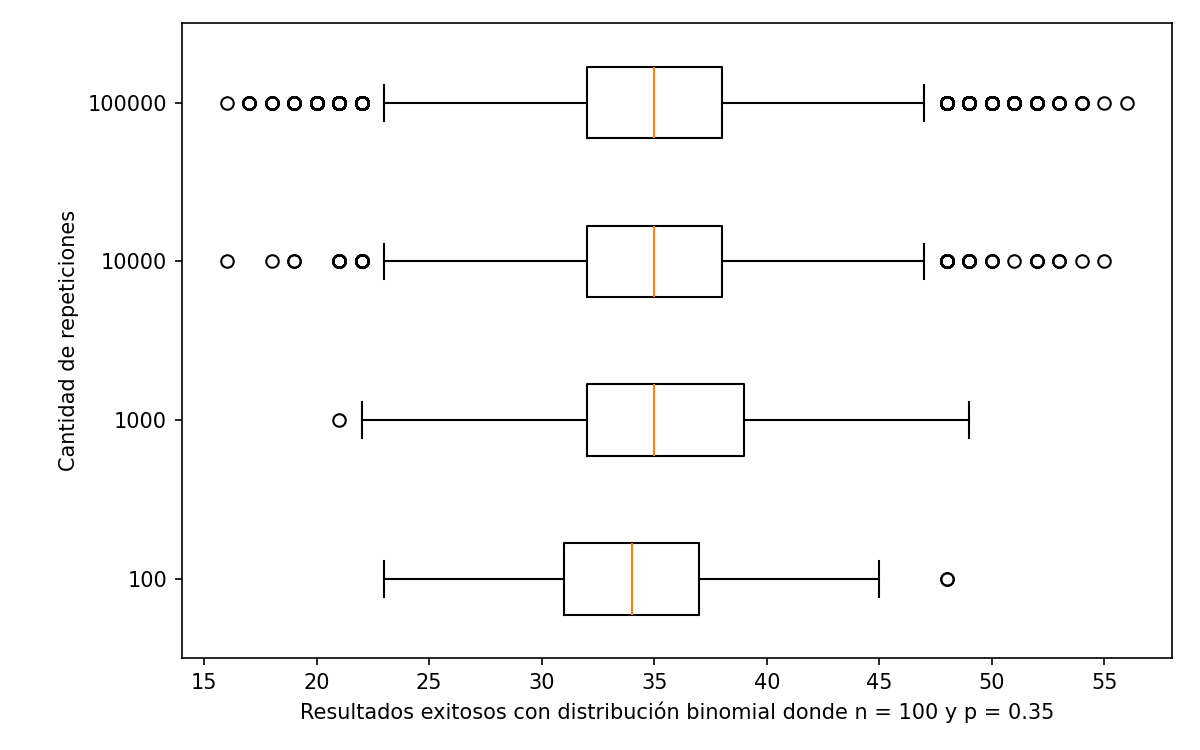 100000
10000
1000
100
Cantidad de repeticiones
15 20 25 30 35 40 45 50 55
Resultados exitosos con distribución binomial donde n = 100 y p = 0.35